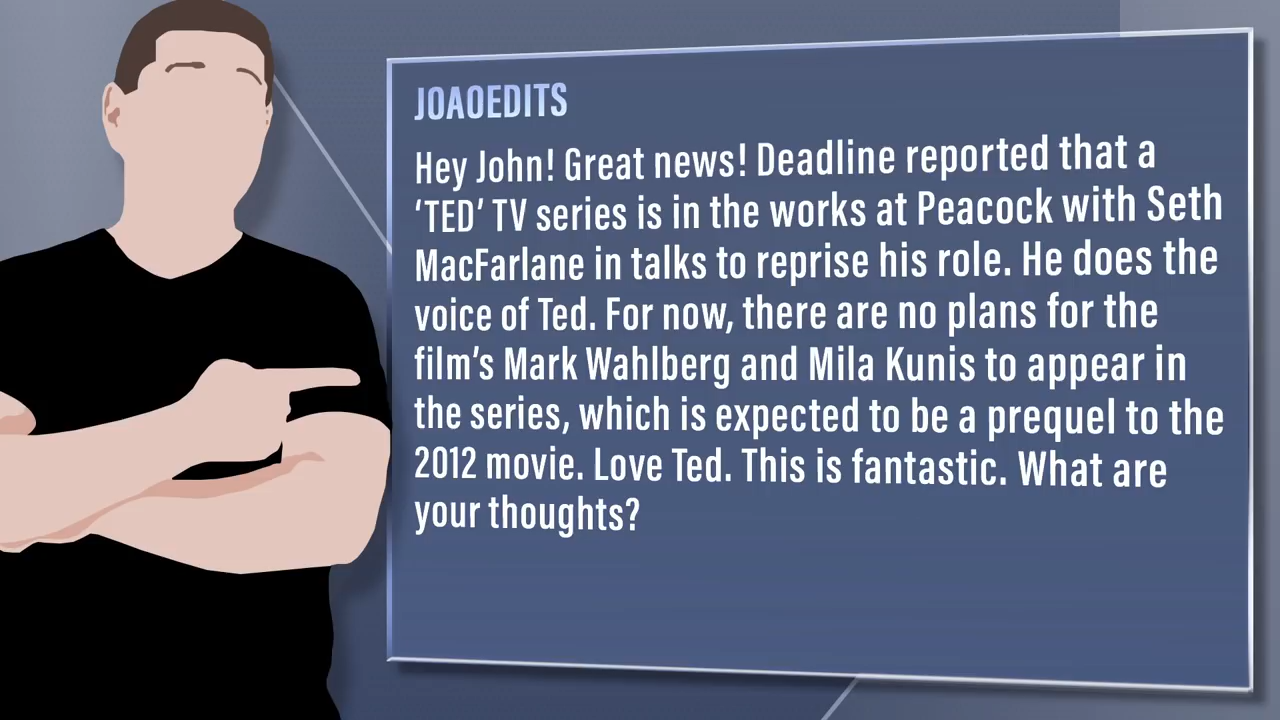 JOAOEDITS
Hey John! Great news! Deadline reported that a
‘TED’ TV series is in the works at Peacock with Seth
MacFarlane in talks to reprise his role. He does the
voice of Ted. For now, there are no plans for the
film’s Mark Wahlberg and Mila Kunis to appear in
the series, which is expected to be a prequel to the
2012 movie. Love Ted. This is fantastic. What are
your thoughts?